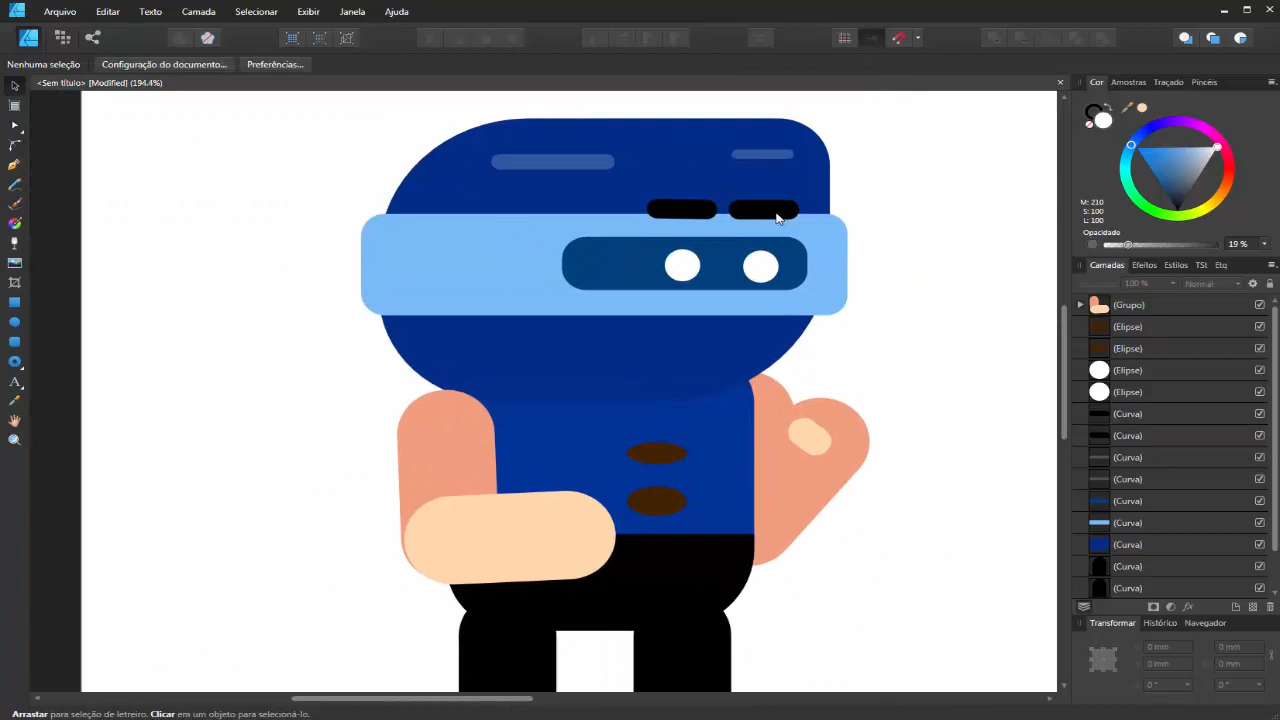 Arquivo Editar Texto Camada Selecionar Exibir Janela Ajuda
Nenhuma seleção Configuração do documento... Preferências...
<Sem título> [Modified] (194.4%)
Cor Amostras Traçado Pincéis
M: 210
S: 100
L: 100
Opacidade
19 %
Camadas Efeitos Estilos TSt Etq
100 % Normal
(Grupo)
(Elipse)
(Elipse)
(Elipse)
(Elipse)
(Curva)
(Curva)
(Curva)
(Curva)
(Curva)
(Curva)
(Curva)
(Curva)
(Curva)
Transformar Histórico Navegador
0 mm 0 mm
0 mm 0 mm
0 ° 0 °
Arrastar para seleção de letreiro. Clicar em um objeto para selecioná-lo.